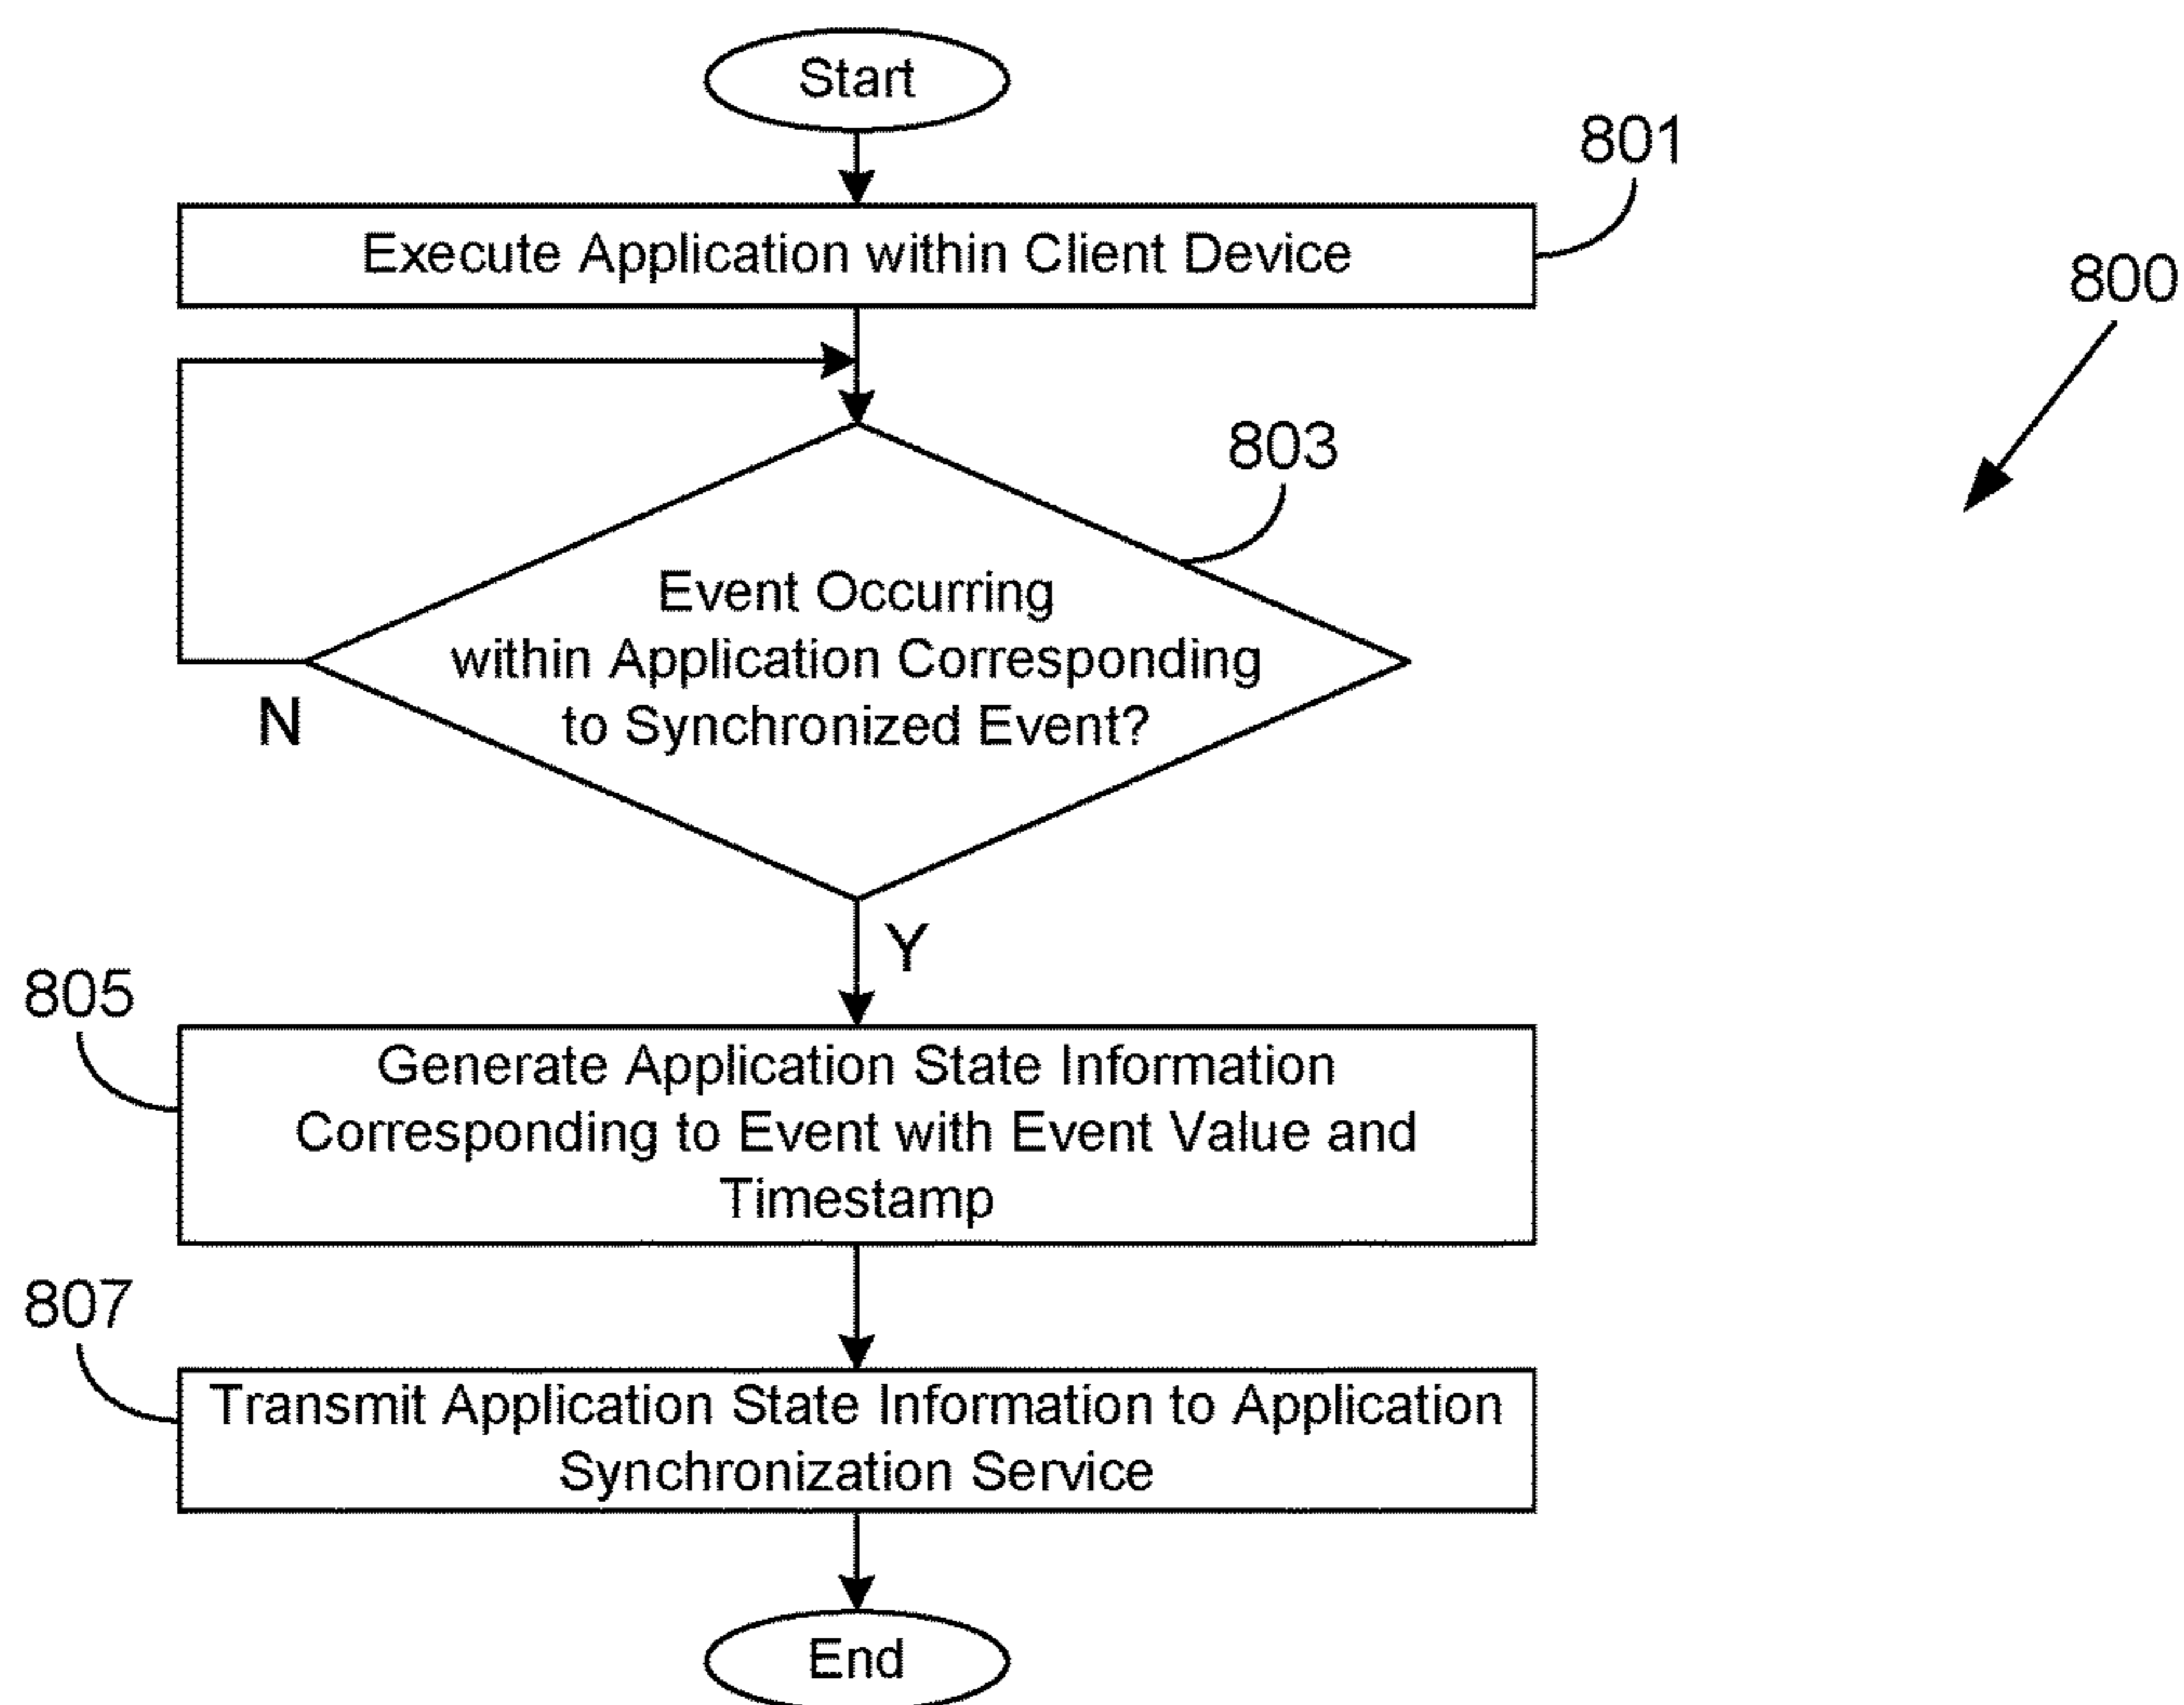 Start
801
Execute Application within Client Device
800
803
Event Occurring
within Application Corresponding
to Synchronized Event?
N
Y
805
Generate Application State Information
Corresponding to Event with Event Value and
Timestamp
807
Transmit Application State Information to Application
Synchronization Service
End